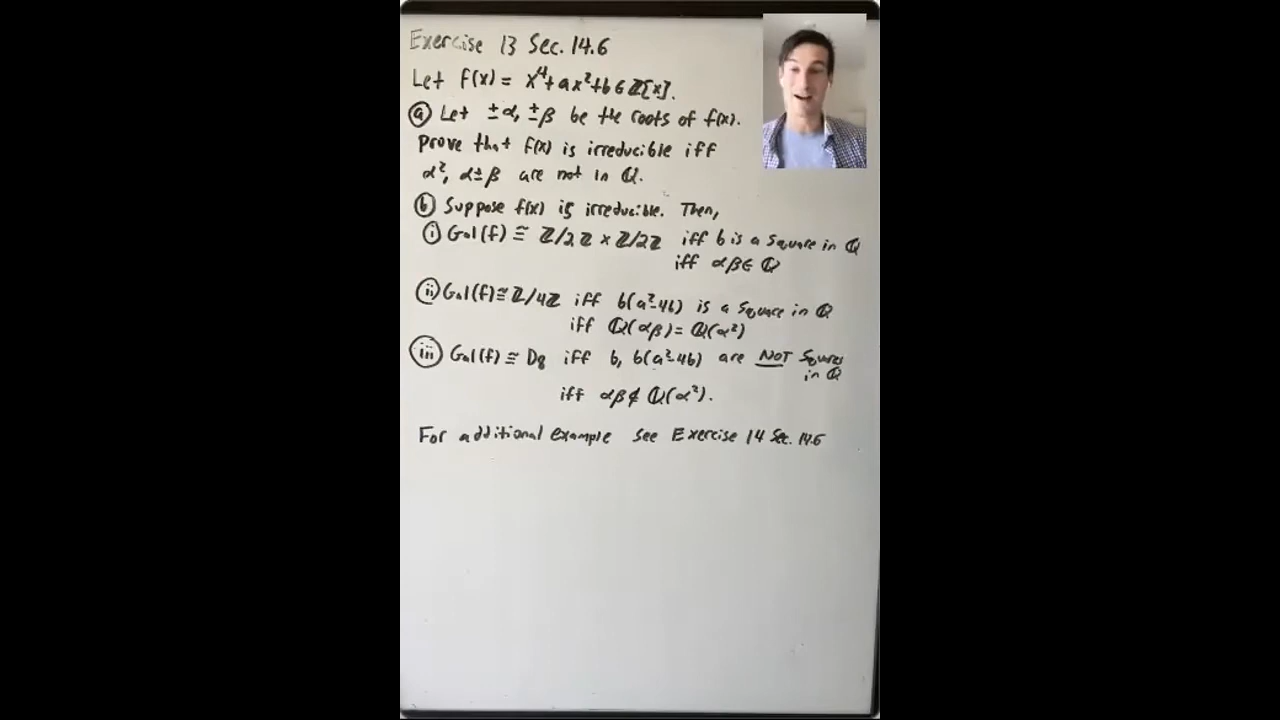 Exercise 13 Sec. 14.6
Let f(x) = x⁴+ax²+b ∈ ℤ[x].
ⓐ Let ±α, ±β be the roots of f(x).
Prove that f(x) is irreducible iff
α², α±β are not in ℚ.
ⓑ Suppose f(x) is irreducible. Then,
ⓘ Gal(f) ≅ ℤ/2ℤ × ℤ/2ℤ iff b is a square in ℚ
iff αβ∈ ℚ
ⓘⓘ Gal(f)≅ℤ/4ℤ iff b(a²-4b) is a square in ℚ
iff ℚ(αβ)= ℚ(α²)
ⓘⓘⓘ Gal(f) ≅ D₈ iff b, b(a²-4b) are NOT squares
in ℚ
iff αβ∉ ℚ(α²).
For additional example see Exercise 14 Sec. 14.6